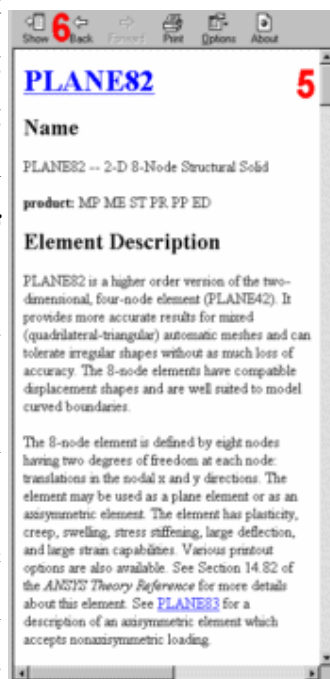 Show 6 Back Forward Print Options About
PLANE82 5
Name
PLANE82 -- 2-D 8-Node Structural Solid
product: MP ME ST PR PP ED
Element Description
PLANE82 is a higher order version of the two-
dimensional, four-node element (PLANE42). It
provides more accurate results for mixed
(quadrilateral-triangular) automatic meshes and can
tolerate irregular shapes without as much loss of
accuracy. The 8-node elements have compatible
displacement shapes and are well suited to model
curved boundaries.
The 8-node element is defined by eight nodes
having two degrees of freedom at each node:
translations in the nodal x and y directions. The
element may be used as a plane element or as an
axisymmetric element. The element has plasticity,
creep, swelling, stress stiffening, large deflection,
and large strain capabilities. Various printout
options are also available. See Section 14.82 of
the ANSYS Theory Reference for more details
about this element. See PLANE83 for a
description of an axisymmetric element which
accepts nonaxisymmetric loading.